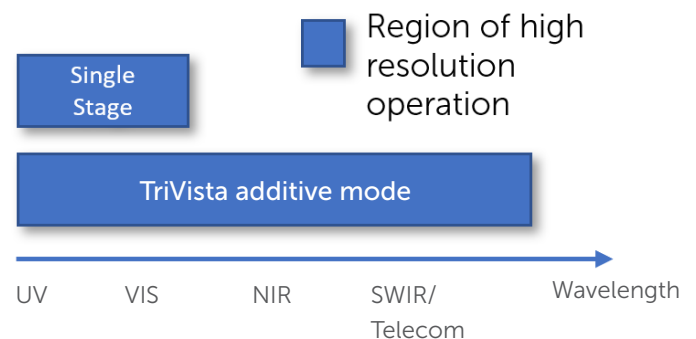 Region of high
resolution
operation
Single
Stage
TriVista additive mode
UV VIS NIR SWIR/ Wavelength
Telecom